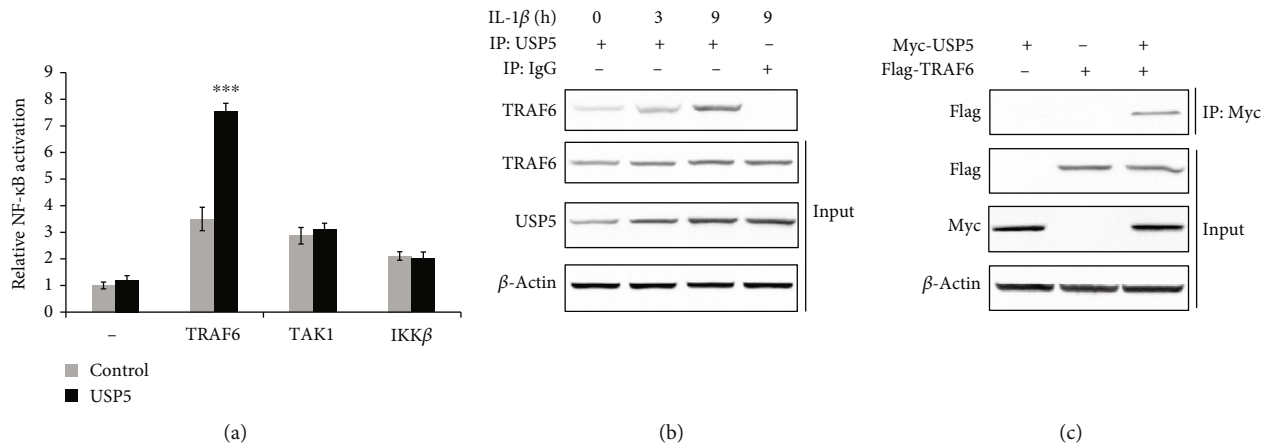 Relative NF-κB activation
9
8
7
6
5
4
3
2
1
0
***
– TRAF6 TAK1 IKKβ
Control
USP5
(a)
IL-1β (h) 0 3 9 9
IP: USP5 + + + –
IP: IgG – – – +
TRAF6
TRAF6
USP5
β-Actin
Input
(b)
Myc-USP5 + – +
Flag-TRAF6 – + +
Flag IP: Myc
Flag
Myc
β-Actin
Input
(c)